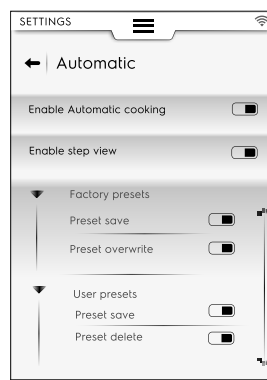 SETTINGS
Automatic
Enable Automatic cooking
Enable step view
Factory presets
Preset save
Preset overwrite
User presets
Preset save
Preset delete